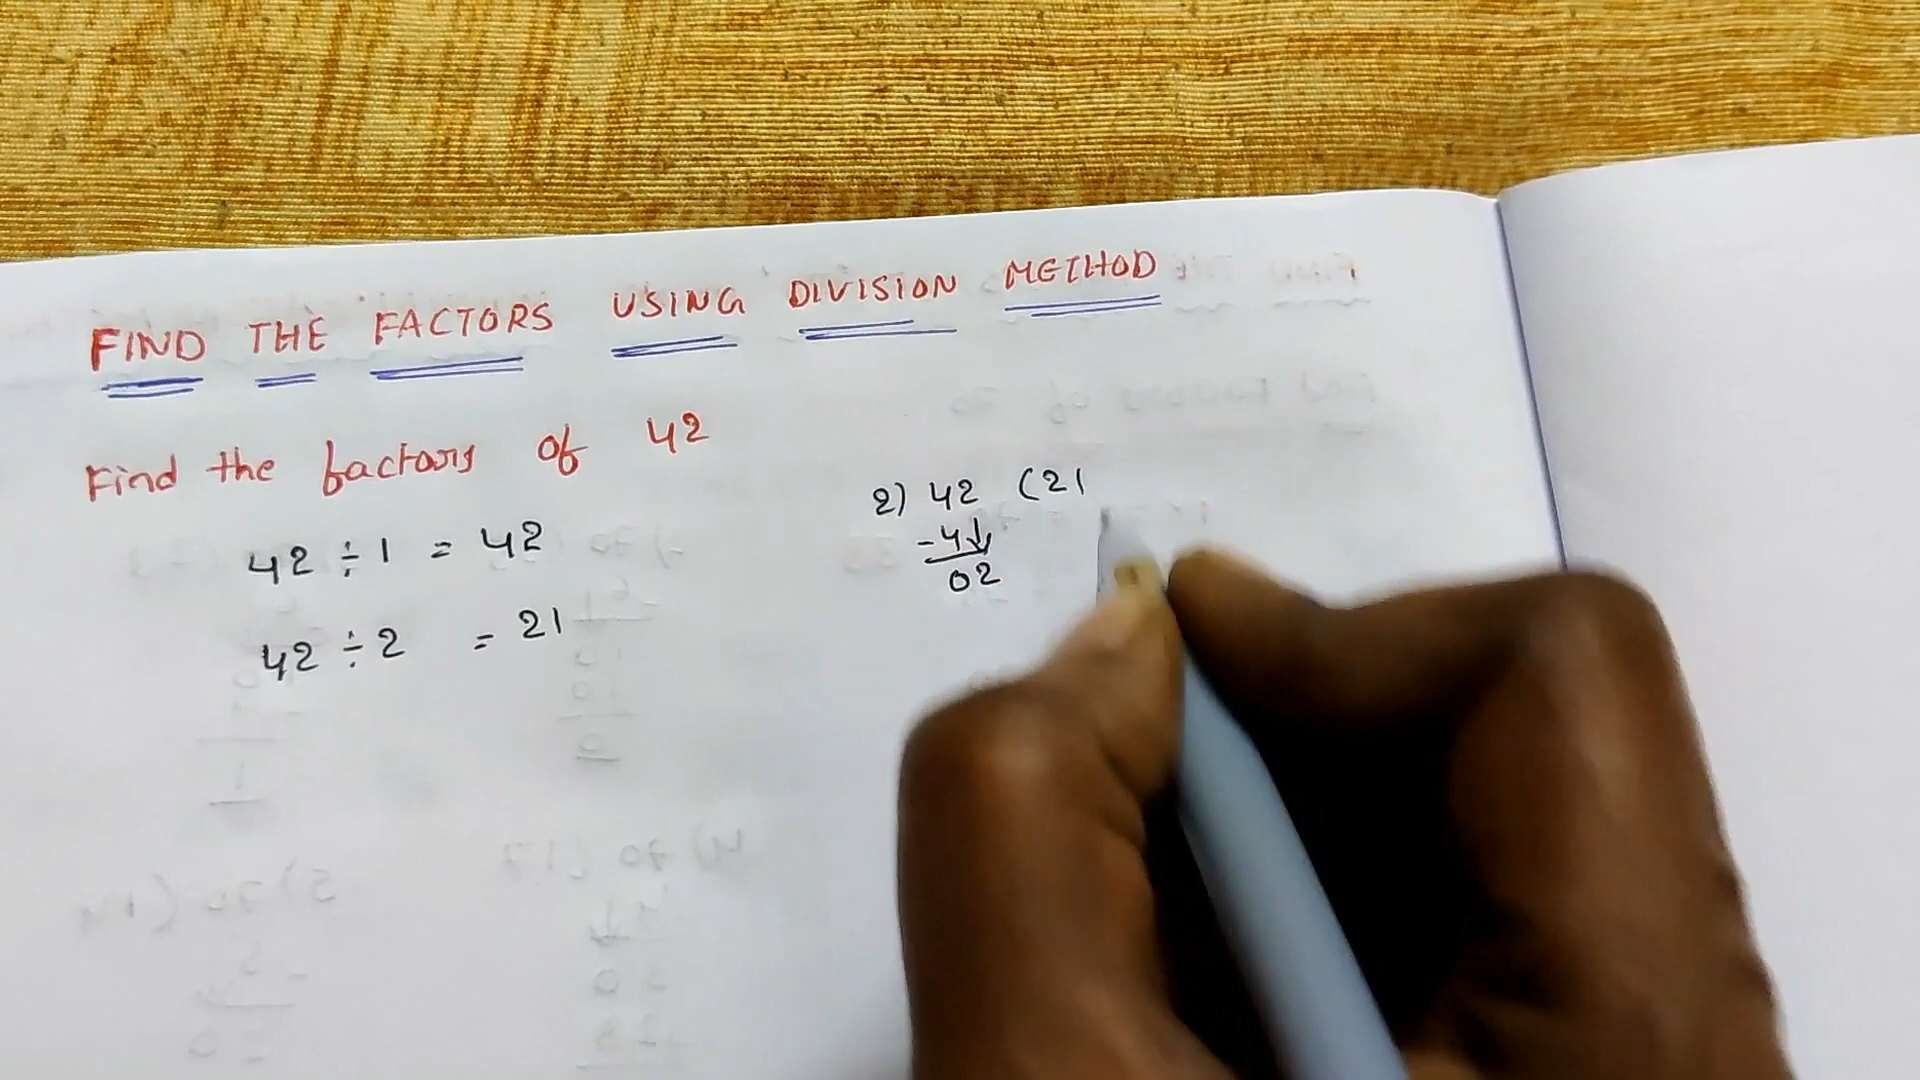 FIND THE FACTORS USING DIVISION METHOD
Find the factors of 42
42 ÷ 1 = 42
42 ÷ 2 = 21
2) 42 (21
-4↓
02